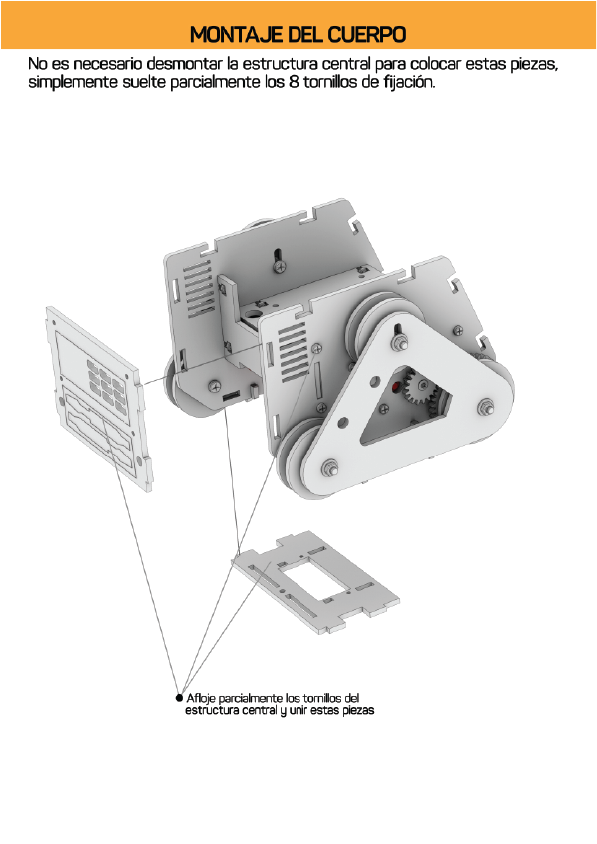 MONTAJE DEL CUERPO
No es necesario desmontar la estructura central para colocar estas piezas,
simplemente suelte parcialmente los 8 tornillos de fijación.
Afloje parcialmente los tornillos del
estructura central y unir estas piezas